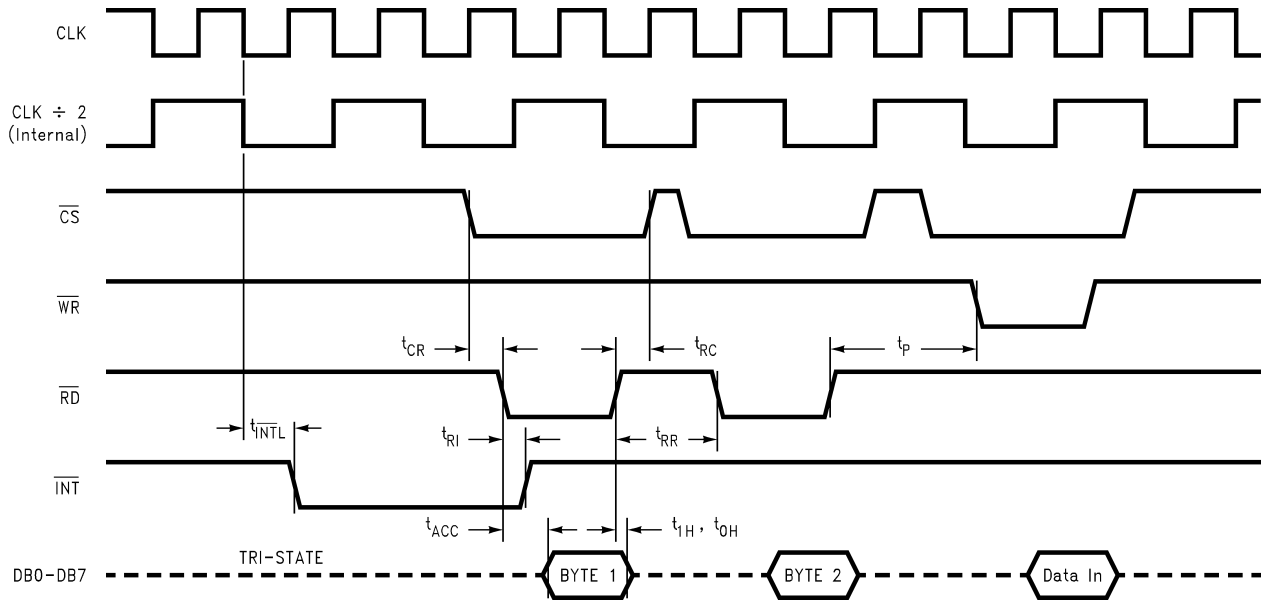 CLK
CLK ÷ 2
(Internal)
CS
WR
tCR
tRC
tP
RD
tINTL
tRI
tRR
INT
tACC
t1H, t0H
TRI-STATE
DB0-DB7
BYTE 1
BYTE 2
Data In